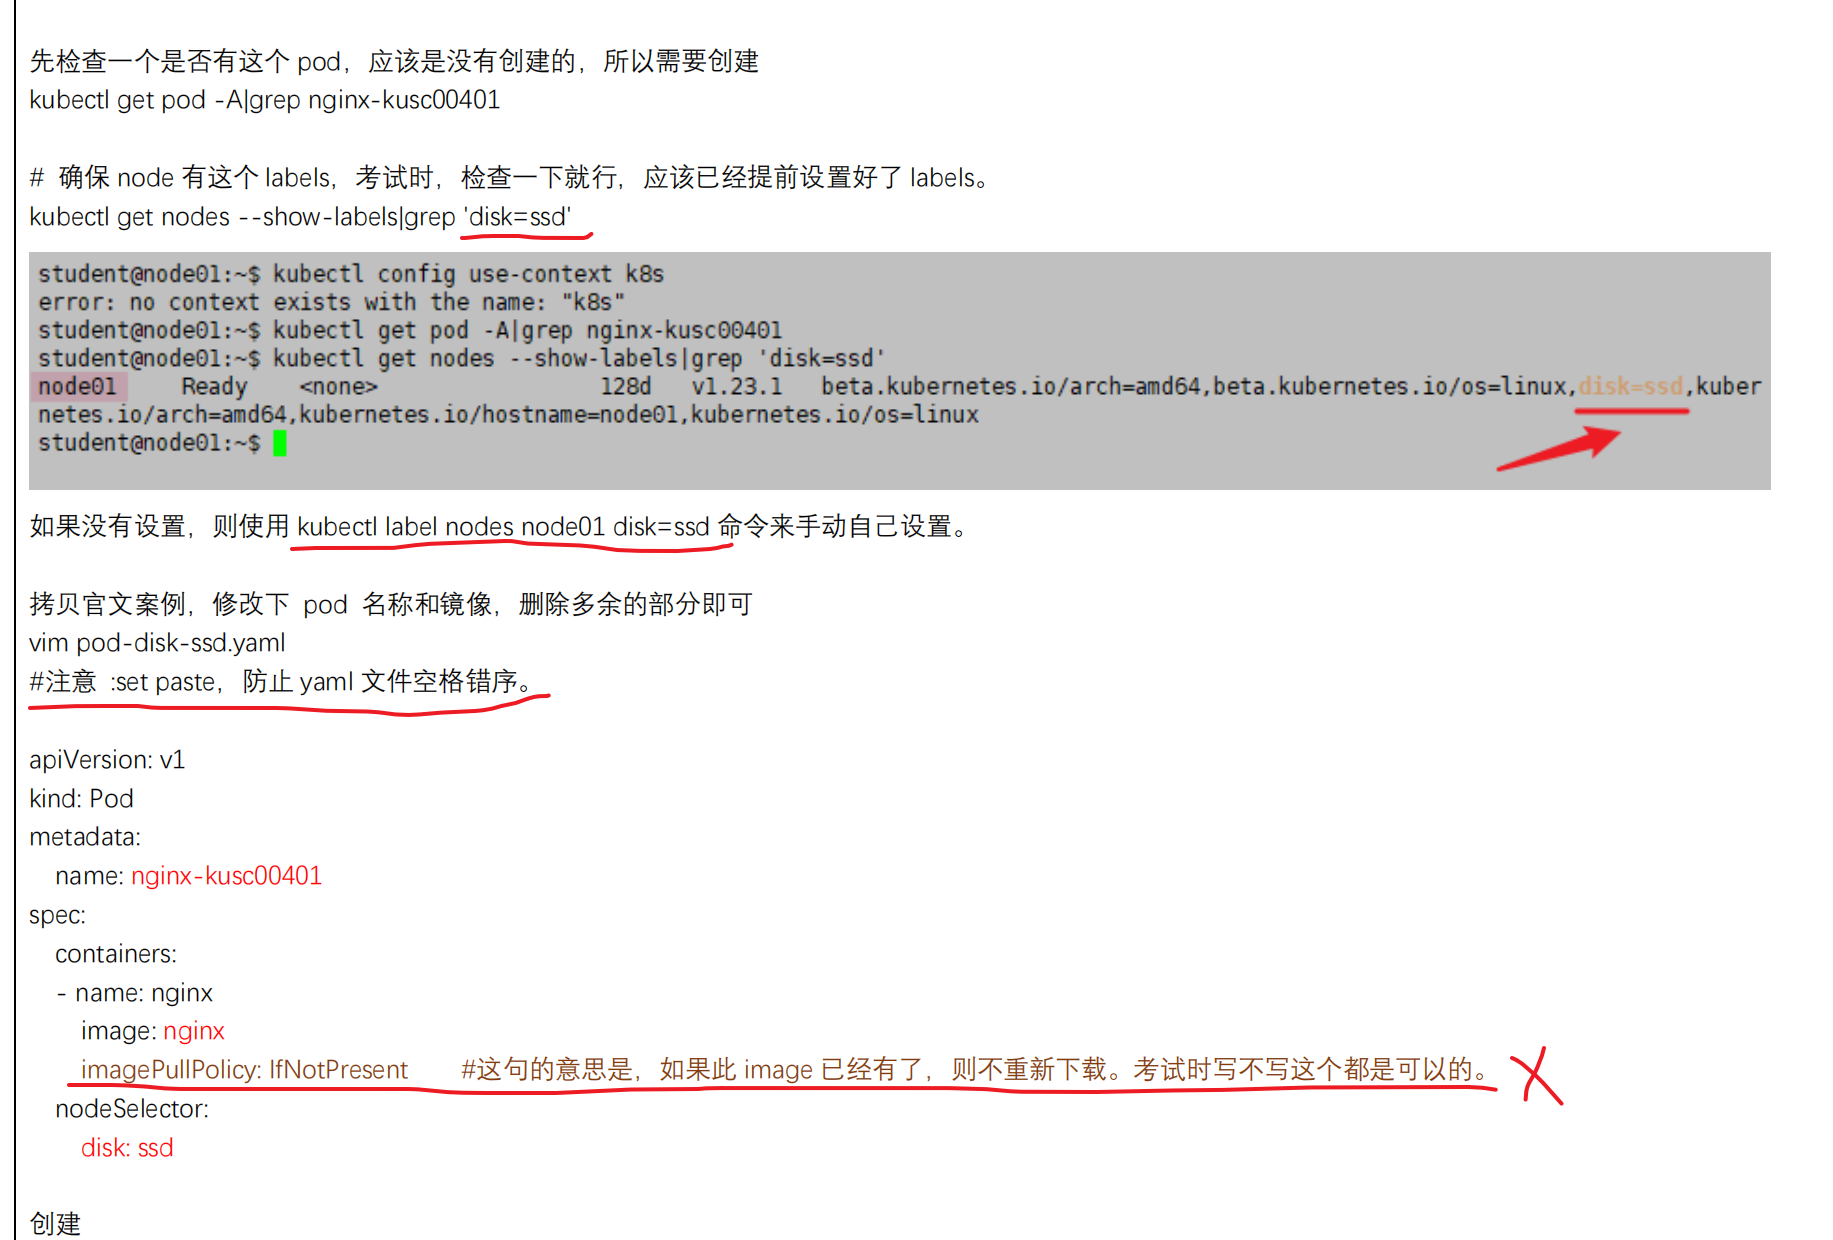 先检查一个是否有这个 pod，应该是没有创建的，所以需要创建
kubectl get pod -A|grep nginx-kusc00401
# 确保 node 有这个 labels，考试时，检查一下就行，应该已经提前设置好了 labels。
kubectl get nodes --show-labels|grep 'disk=ssd'
student@node01:~$ kubectl config use-context k8s
error: no context exists with the name: "k8s"
student@node01:~$ kubectl get pod -A|grep nginx-kusc00401
student@node01:~$ kubectl get nodes --show-labels|grep 'disk=ssd'
node01 Ready <none> 128d v1.23.1 beta.kubernetes.io/arch=amd64,beta.kubernetes.io/os=linux,disk=ssd,kuber
netes.io/arch=amd64,kubernetes.io/hostname=node01,kubernetes.io/os=linux
student@node01:~$
如果没有设置，则使用 kubectl label nodes node01 disk=ssd 命令来手动自己设置。
拷贝官文案例，修改下 pod 名称和镜像，删除多余的部分即可
vim pod-disk-ssd.yaml
#注意 :set paste，防止 yaml 文件空格错序。
apiVersion: v1
kind: Pod
metadata:
  name: nginx-kusc00401
spec:
  containers:
  - name: nginx
    image: nginx
    imagePullPolicy: IfNotPresent #这句的意思是，如果此 image 已经有了，则不重新下载。考试时写不写这个都是可以的。
  nodeSelector:
    disk: ssd
创建